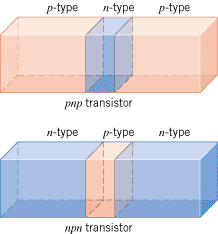 p-type n-type p-type
pnp transistor
n-type p-type n-type
npn transistor